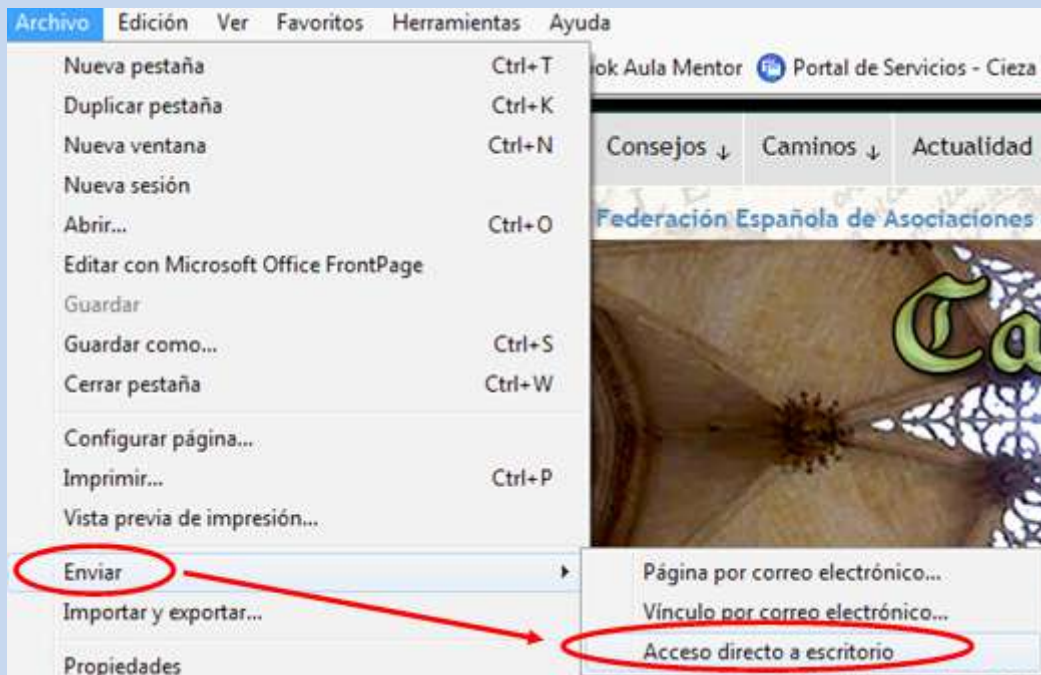 Archivo Edición Ver Favoritos Herramientas Ayuda
Nueva pestaña Ctrl+T
ok Aula Mentor Portal de Servicios - Cieza
Duplicar pestaña Ctrl+K
Nueva ventana Ctrl+N
Consejos ↓ Caminos ↓ Actualidad
Nueva sesión
Abrir... Ctrl+O
Federación Española de Asociaciones
Editar con Microsoft Office FrontPage
Guardar
Guardar como... Ctrl+S
Ca
Cerrar pestaña Ctrl+W
Configurar página...
Imprimir... Ctrl+P
Vista previa de impresión...
Enviar
Página por correo electrónico...
Importar y exportar...
Vínculo por correo electrónico...
Acceso directo a escritorio
Propiedades